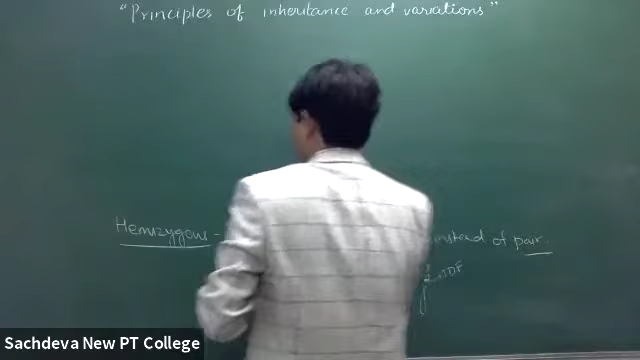 "Principles of inheritance and variations"
Hemizygous - instead of pair.
Sachdeva New PT College